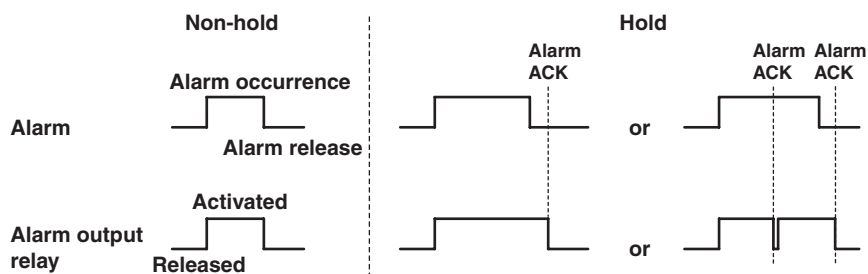 Non-hold
Hold
Alarm
ACK
Alarm
ACK
Alarm
ACK
Alarm occurrence
Alarm
or
Alarm release
Activated
Alarm output
relay
or
Released